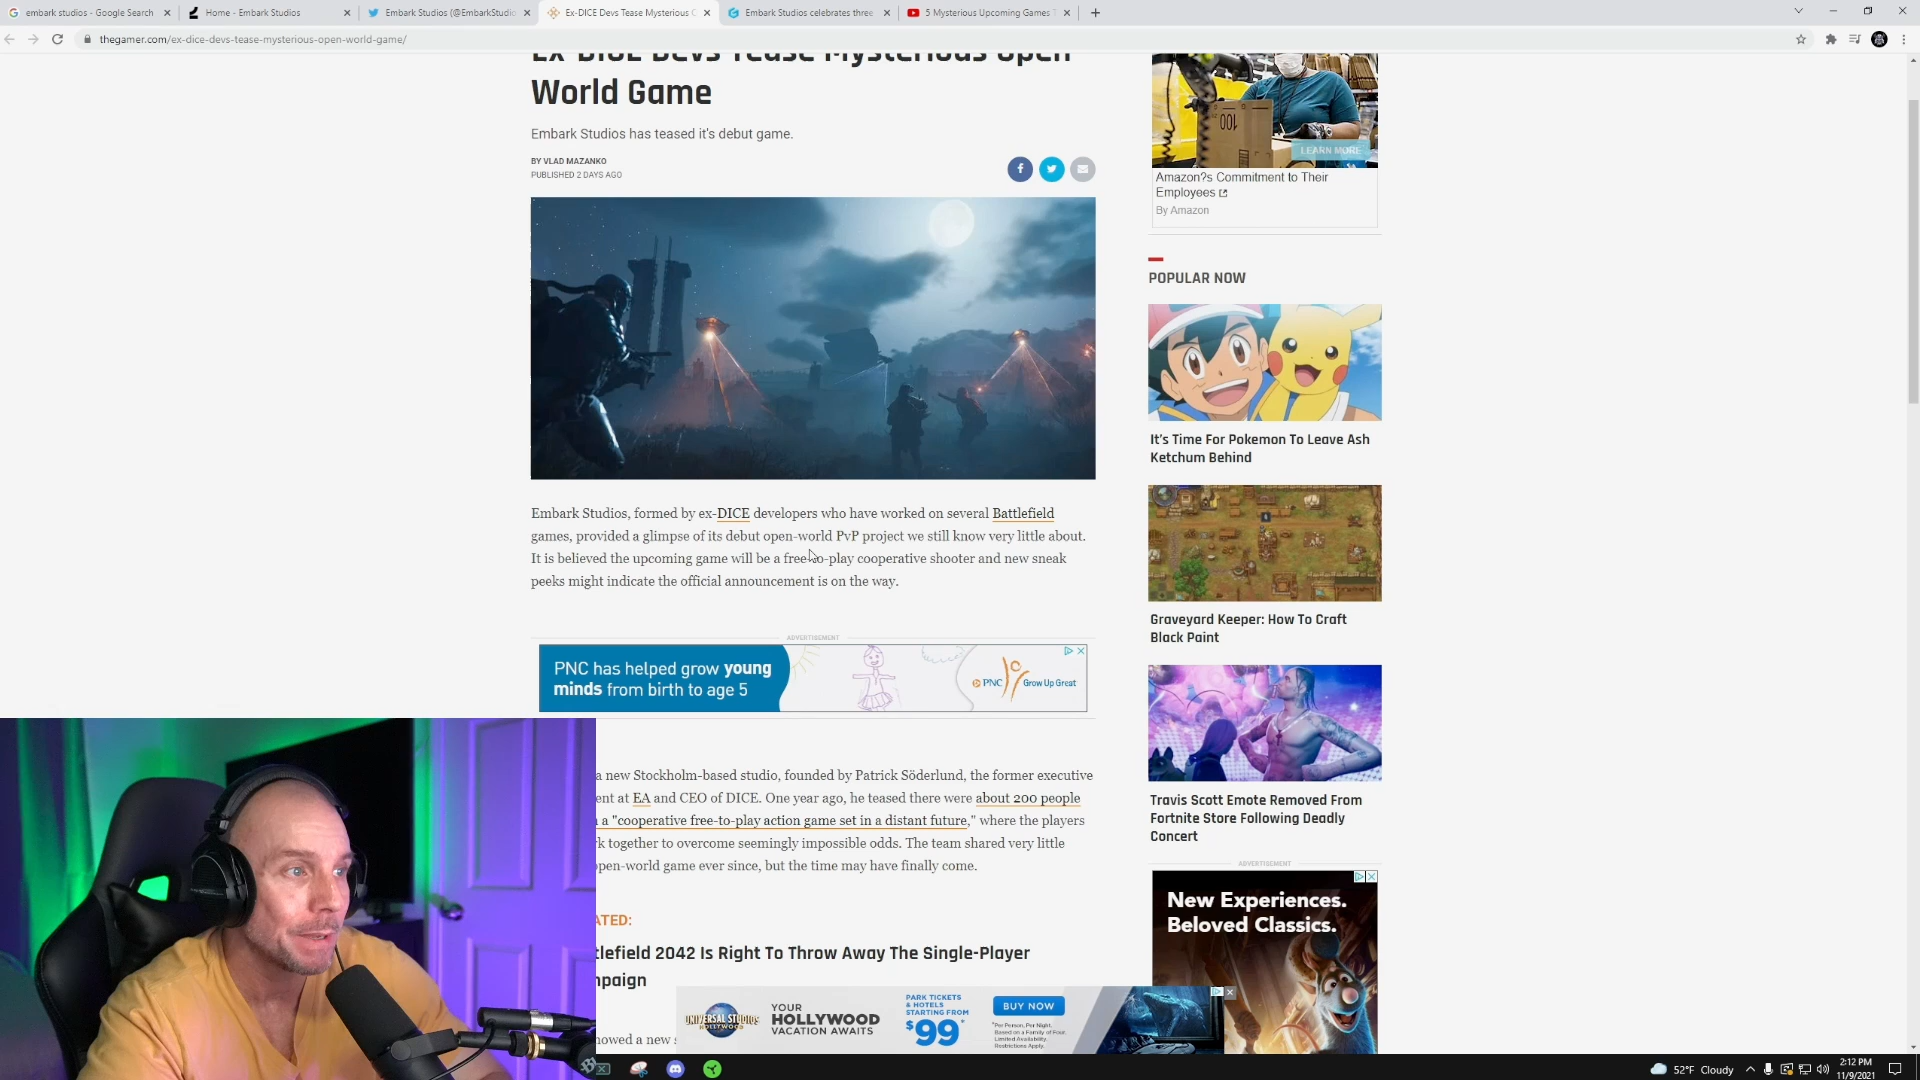 embark studios - Google Search
Home - Embark Studios
Embark Studios (@EmbarkStudio
Ex-DICE Devs Tease Mysterious O
Embark Studios celebrates three
5 Mysterious Upcoming Games
thegamer.com/ex-dice-devs-tease-mysterious-open-world-game/
Ex-DICE Devs Tease Mysterious Open
World Game
Embark Studios has teased it's debut game.
BY VLAD MAZANKO
PUBLISHED 2 DAYS AGO
Embark Studios, formed by ex-DICE developers who have worked on several Battlefield
games, provided a glimpse of its debut open-world PvP project we still know very little about.
It is believed the upcoming game will be a free-to-play cooperative shooter and new sneak
peeks might indicate the official announcement is on the way.
ADVERTISEMENT
PNC has helped grow young
minds from birth to age 5
PNC
Grow Up Great
a new Stockholm-based studio, founded by Patrick Söderlund, the former executive
ent at EA and CEO of DICE. One year ago, he teased there were about 200 people
a "cooperative free-to-play action game set in a distant future," where the players
rk together to overcome seemingly impossible odds. The team shared very little
open-world game ever since, but the time may have finally come.
ATED:
tlefield 2042 Is Right To Throw Away The Single-Player
mpaign
howed a new s
UNIVERSAL STUDIOS
HOLLYWOOD
YOUR
HOLLYWOOD
VACATION AWAITS
PARK TICKETS
& HOTELS
STARTING FROM
$99*
BUY NOW
*Per Person, Per Night.
Based on a Family of Four.
Limited Availability.
Restrictions Apply.
001
LEARN MORE
Amazon?s Commitment to Their
Employees
By Amazon
POPULAR NOW
It's Time For Pokemon To Leave Ash
Ketchum Behind
Graveyard Keeper: How To Craft
Black Paint
Travis Scott Emote Removed From
Fortnite Store Following Deadly
Concert
ADVERTISEMENT
New Experiences.
Beloved Classics.
52°F Cloudy
2:12 PM
11/9/2021